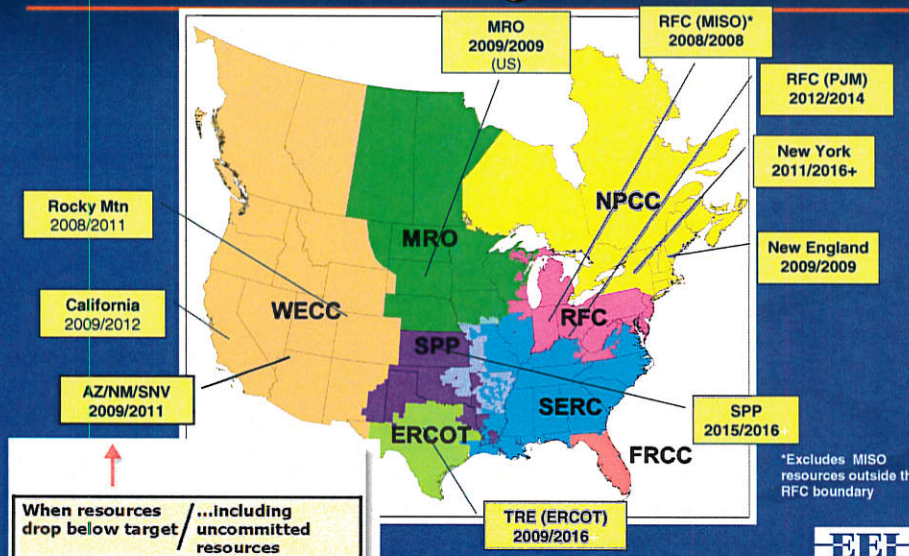 MRO
2009/2009
(US)
RFC (MISO)*
2008/2008
RFC (PJM)
2012/2014
New York
2011/2016+
NPCC
Rocky Mtn
2008/2011
MRO
New England
2009/2009
California
2009/2012
WECC
RFC
SPP
AZ/NM/SNV
2009/2011
SERC
SPP
2015/2016
ERCOT
FRCC
*Excludes MISO
resources outside th
RFC boundary
When resources
drop below target
/
...including
uncommitted
resources
TRE (ERCOT)
2009/2016
EEI